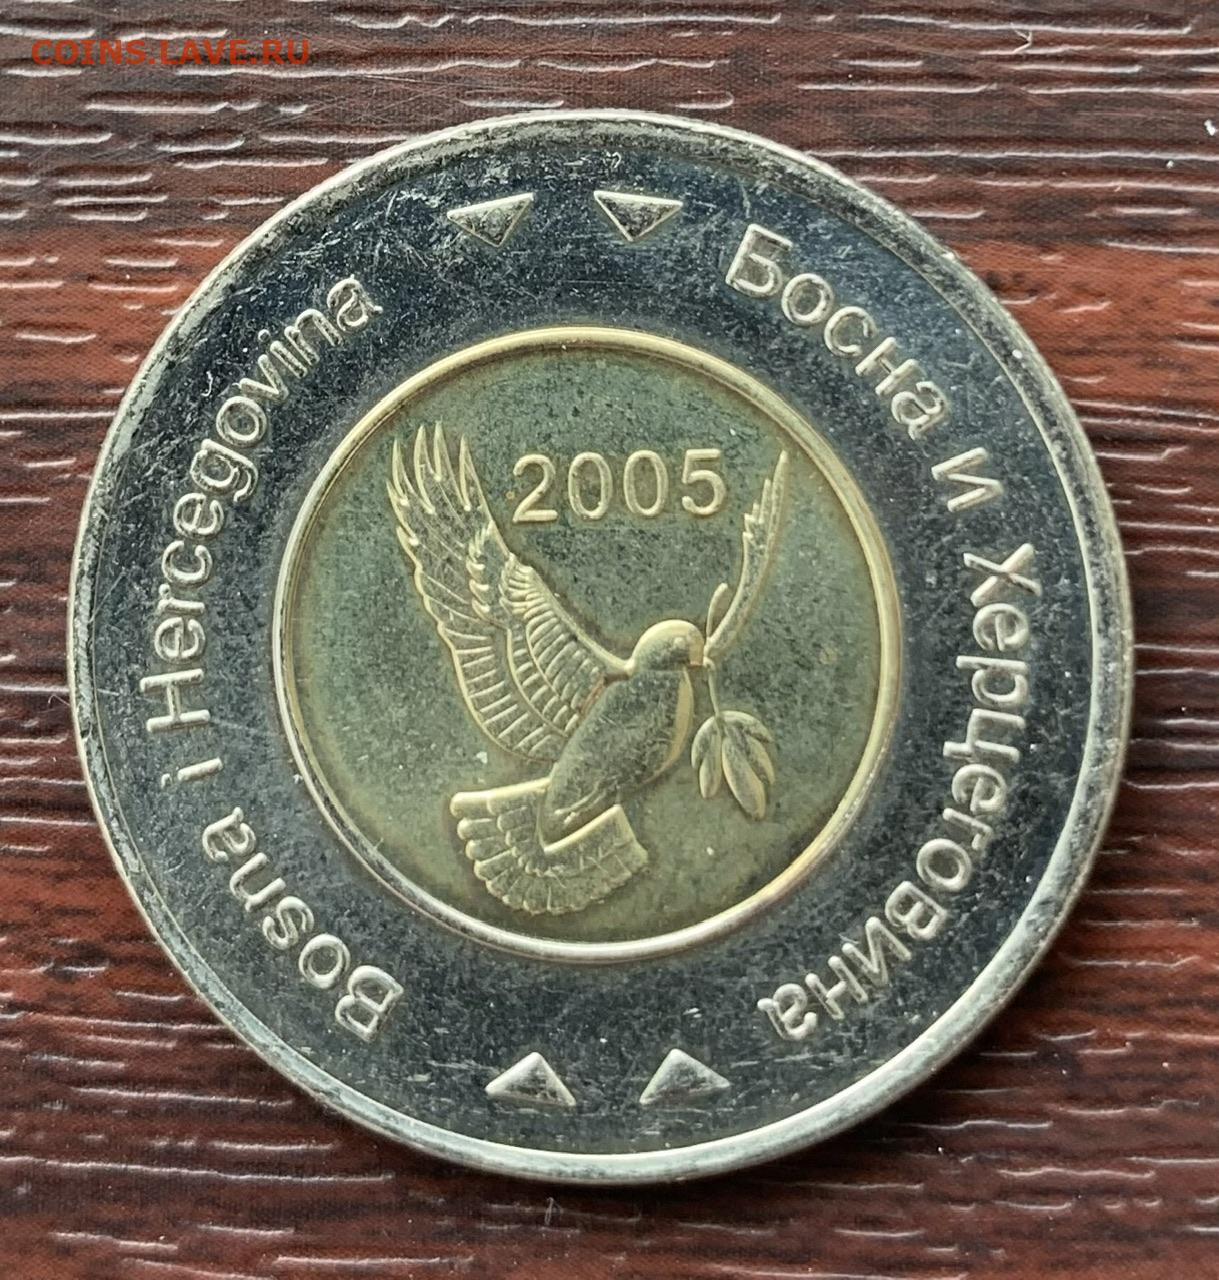 COINS.LAVE.RU
Bosna i Hercegovina
Босна И Херцеговина
2005